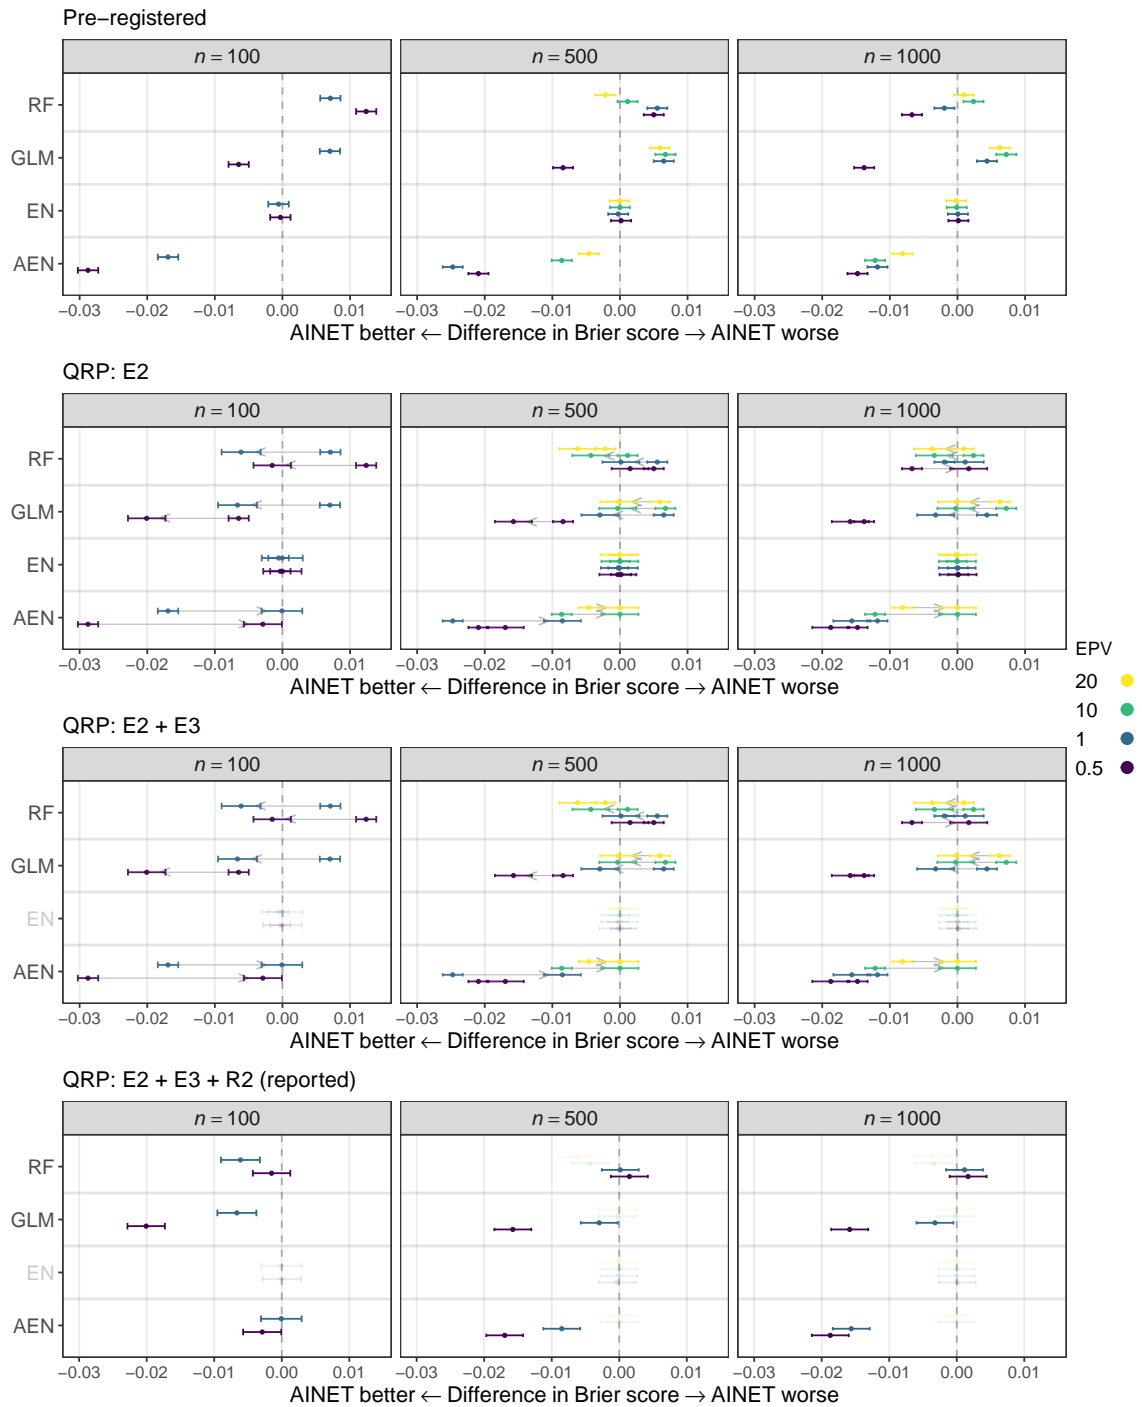 Pre−registered
n = 100 n = 500 n = 1000
RF
GLM
EN
AEN
−0.03 −0.02 −0.01 0.00 0.01 −0.03 −0.02 −0.01 0.00 0.01 −0.03 −0.02 −0.01 0.00 0.01
AINET better ← Difference in Brier score → AINET worse
QRP: E2
n = 100 n = 500 n = 1000
RF
GLM
EN
AEN
−0.03 −0.02 −0.01 0.00 0.01 −0.03 −0.02 −0.01 0.00 0.01 −0.03 −0.02 −0.01 0.00 0.01
AINET better ← Difference in Brier score → AINET worse
EPV
20
10
1
0.5
QRP: E2 + E3
n = 100 n = 500 n = 1000
RF
GLM
EN
AEN
−0.03 −0.02 −0.01 0.00 0.01 −0.03 −0.02 −0.01 0.00 0.01 −0.03 −0.02 −0.01 0.00 0.01
AINET better ← Difference in Brier score → AINET worse
QRP: E2 + E3 + R2 (reported)
n = 100 n = 500 n = 1000
RF
GLM
EN
AEN
−0.03 −0.02 −0.01 0.00 0.01 −0.03 −0.02 −0.01 0.00 0.01 −0.03 −0.02 −0.01 0.00 0.01
AINET better ← Difference in Brier score → AINET worse